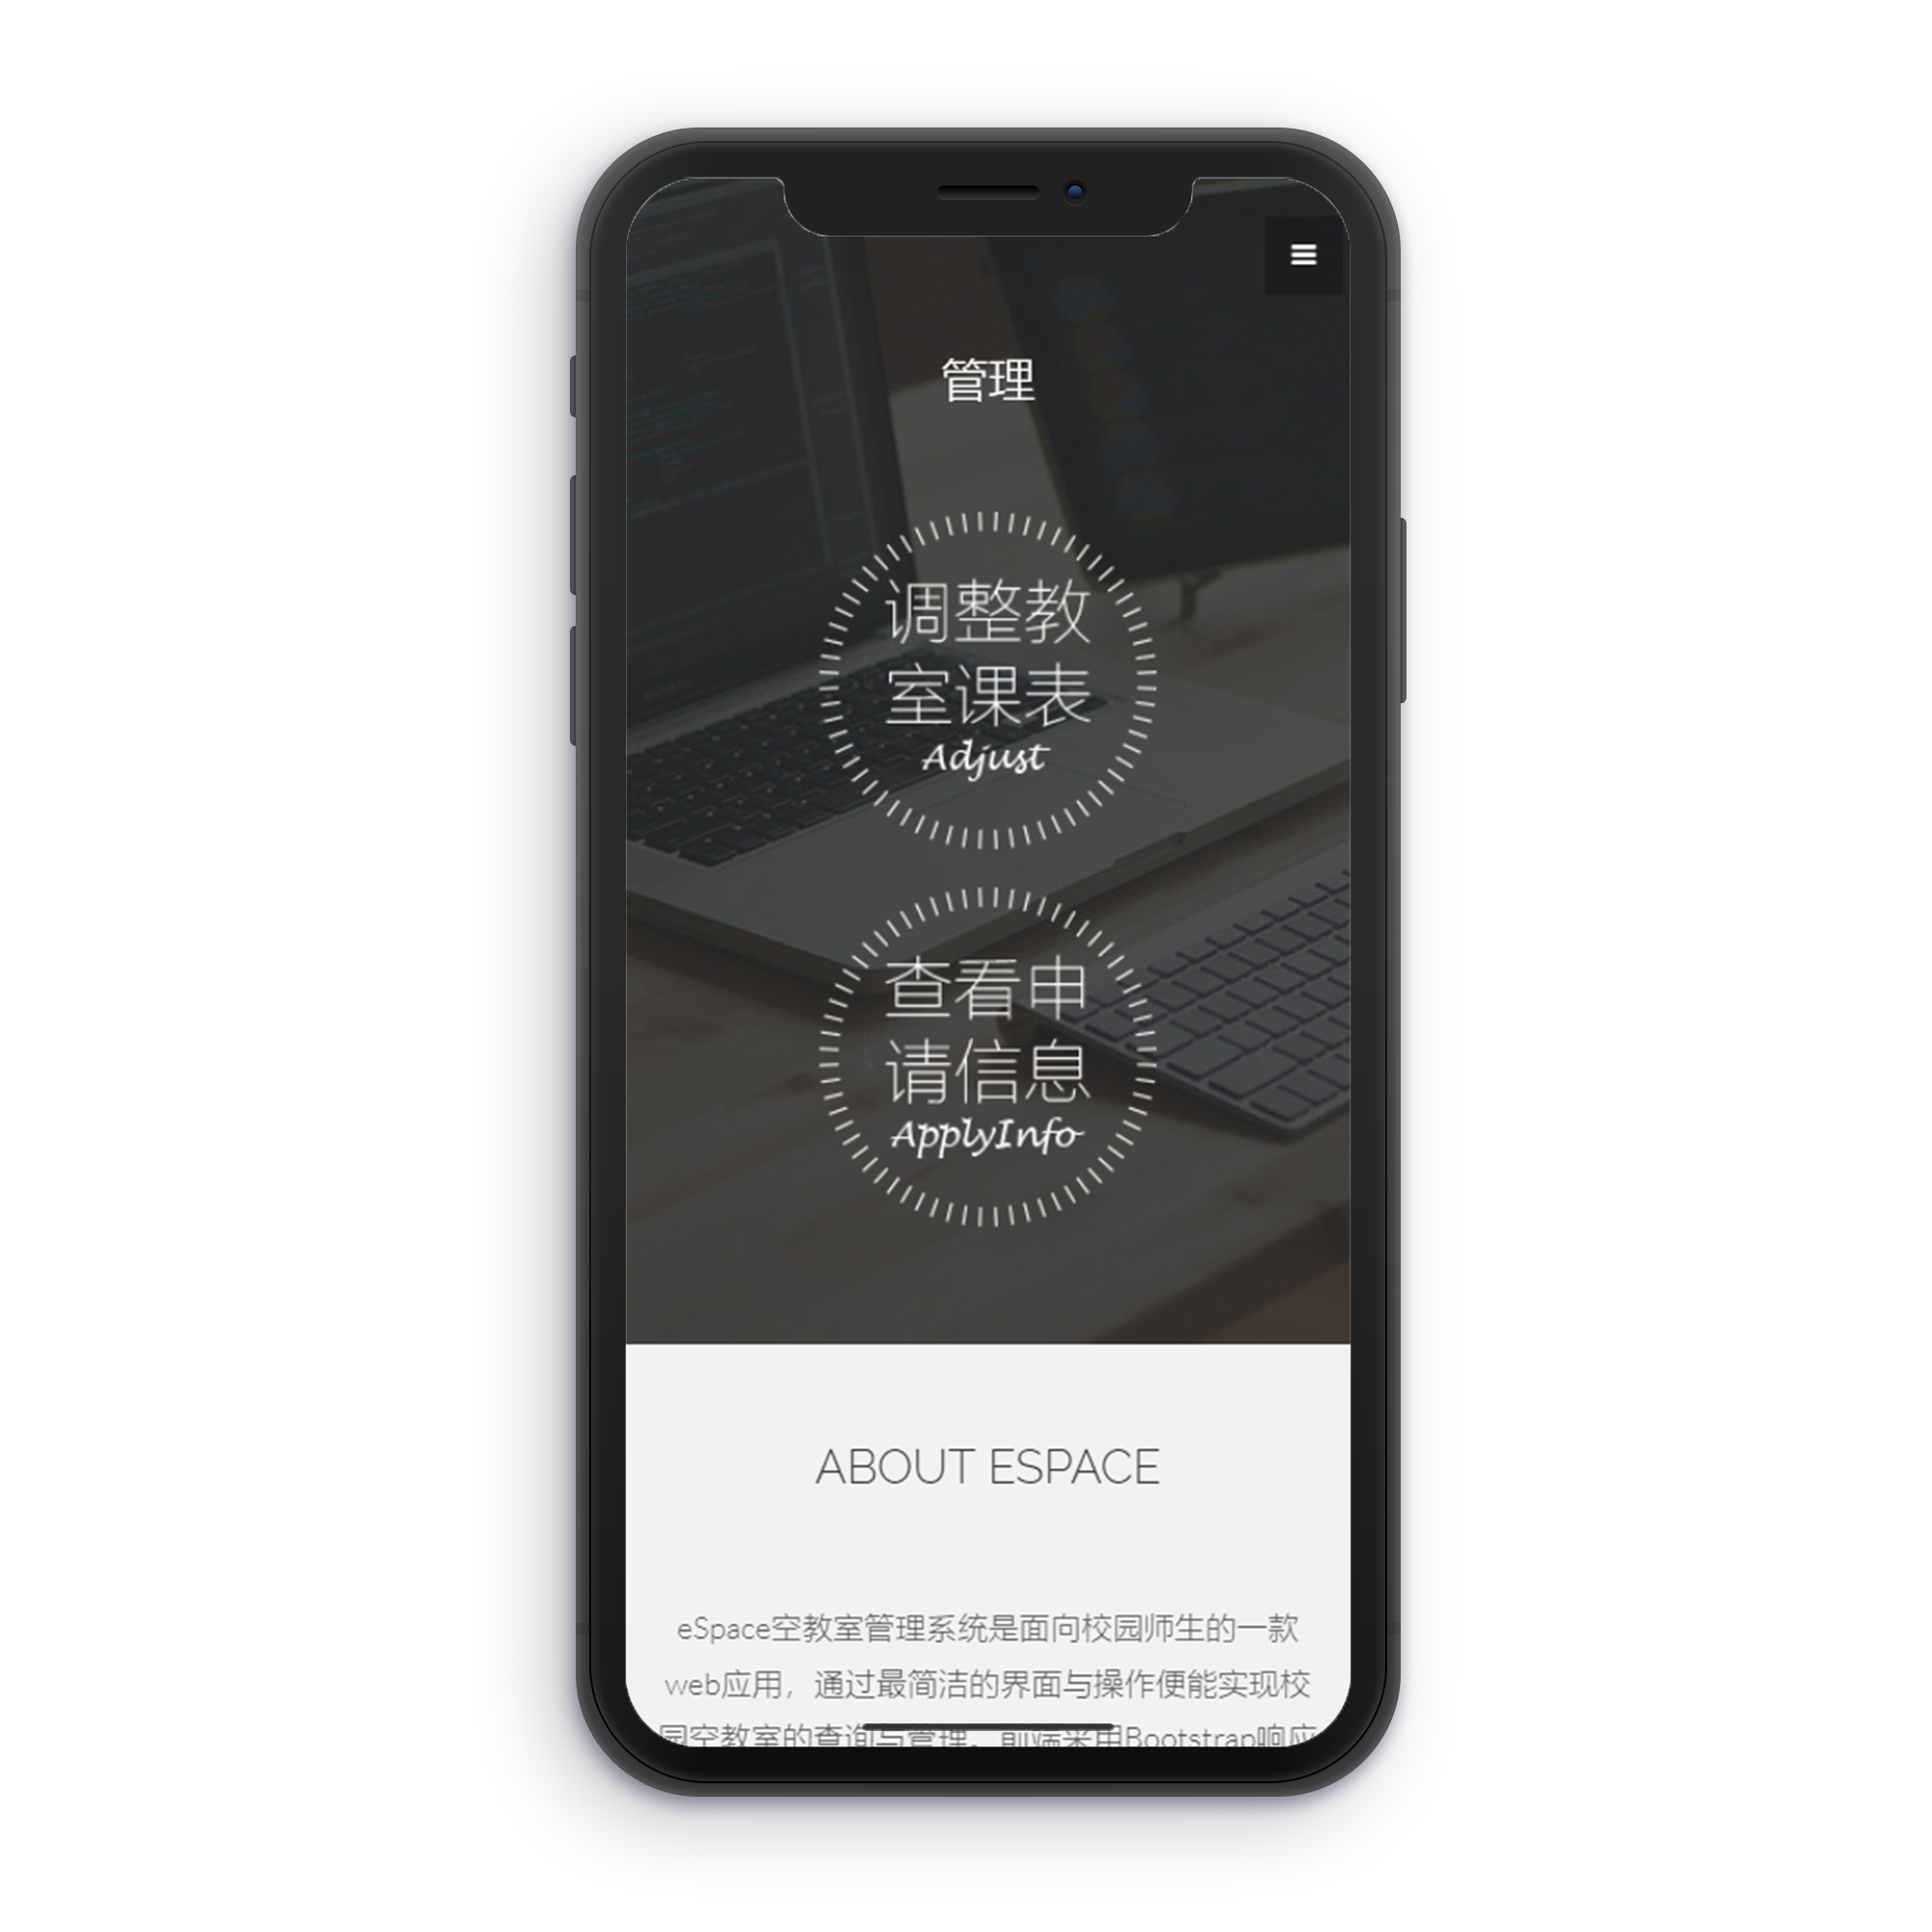 管理
调整教
室课表
Adjust
查看申
请信息
ApplyInfo
ABOUT ESPACE
eSpace空教室管理系统是面向校园师生的一款
web应用，通过最简洁的界面与操作便能实现校
园空教室的查询与管理。前端采用Bootstrap响应